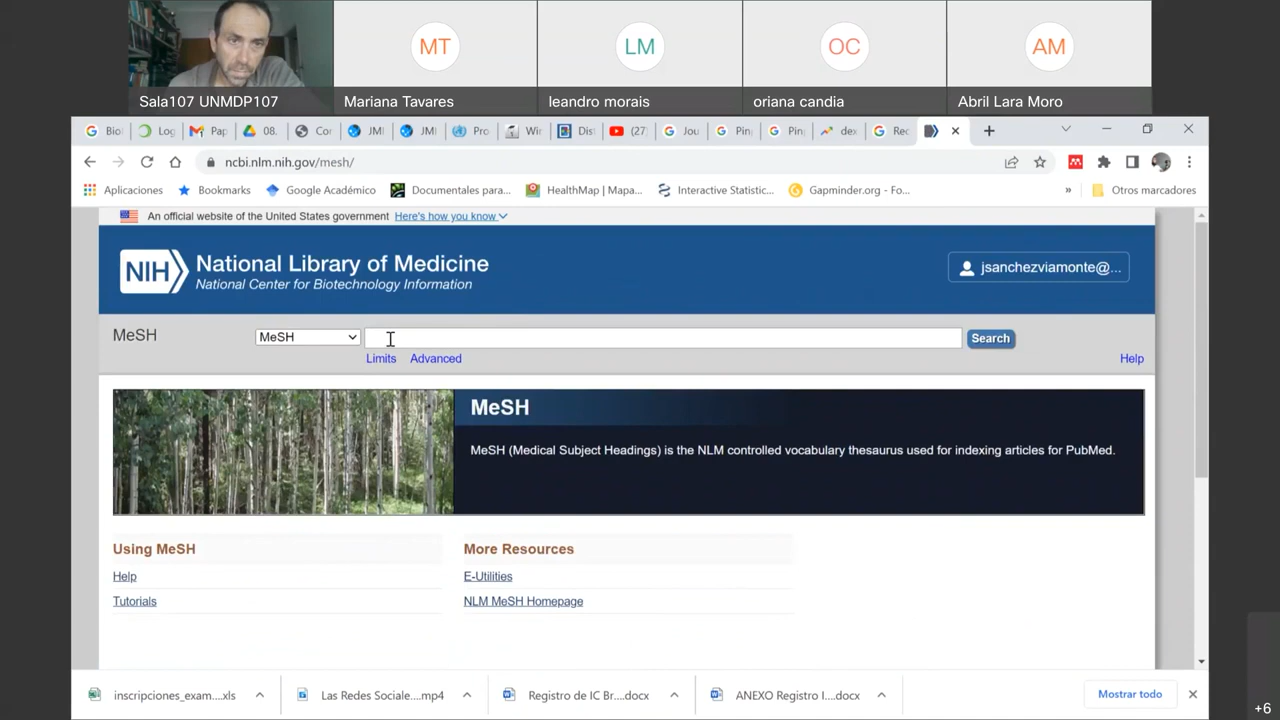 MT
LM
OC
AM
Sala107 UNMDP107
Mariana Tavares
leandro morais
oriana candia
Abril Lara Moro
Bio
Log
Pap
08.
Cor
JMI
JMI
Pro
Wir
Dis
(27)
Jou
Pin
Pin
dex
Rec
ncbi.nlm.nih.gov/mesh/
Aplicaciones
Bookmarks
Google Académico
Documentales para...
HealthMap | Mapa...
Interactive Statistic...
Gapminder.org - Fo...
»
Otros marcadores
An official website of the United States government Here's how you know
NIH
National Library of Medicine
National Center for Biotechnology Information
jsanchezviamonte@...
MeSH
MeSH
Search
Limits
Advanced
Help
MeSH
MeSH (Medical Subject Headings) is the NLM controlled vocabulary thesaurus used for indexing articles for PubMed.
Using MeSH
More Resources
Help
E-Utilities
Tutorials
NLM MeSH Homepage
inscripciones_exam....xls
Las Redes Sociale....mp4
Registro de IC Br....docx
ANEXO Registro I....docx
Mostrar todo
+6